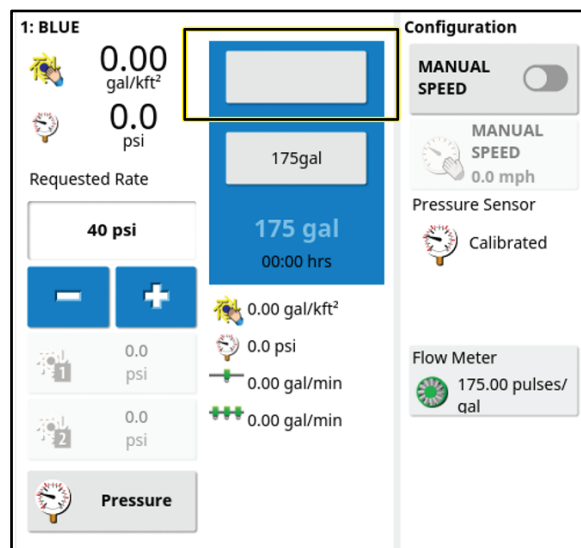 1: BLUE
0.00
gal/kft²
0.0
psi
Requested Rate
40 psi
0.0
psi
1
0.0
psi
2
Pressure
175gal
175 gal
00:00 hrs
0.00 gal/kft²
0.0 psi
0.00 gal/min
0.00 gal/min
Configuration
MANUAL
SPEED
MANUAL
SPEED
0.0 mph
Pressure Sensor
Calibrated
Flow Meter
175.00 pulses/
gal